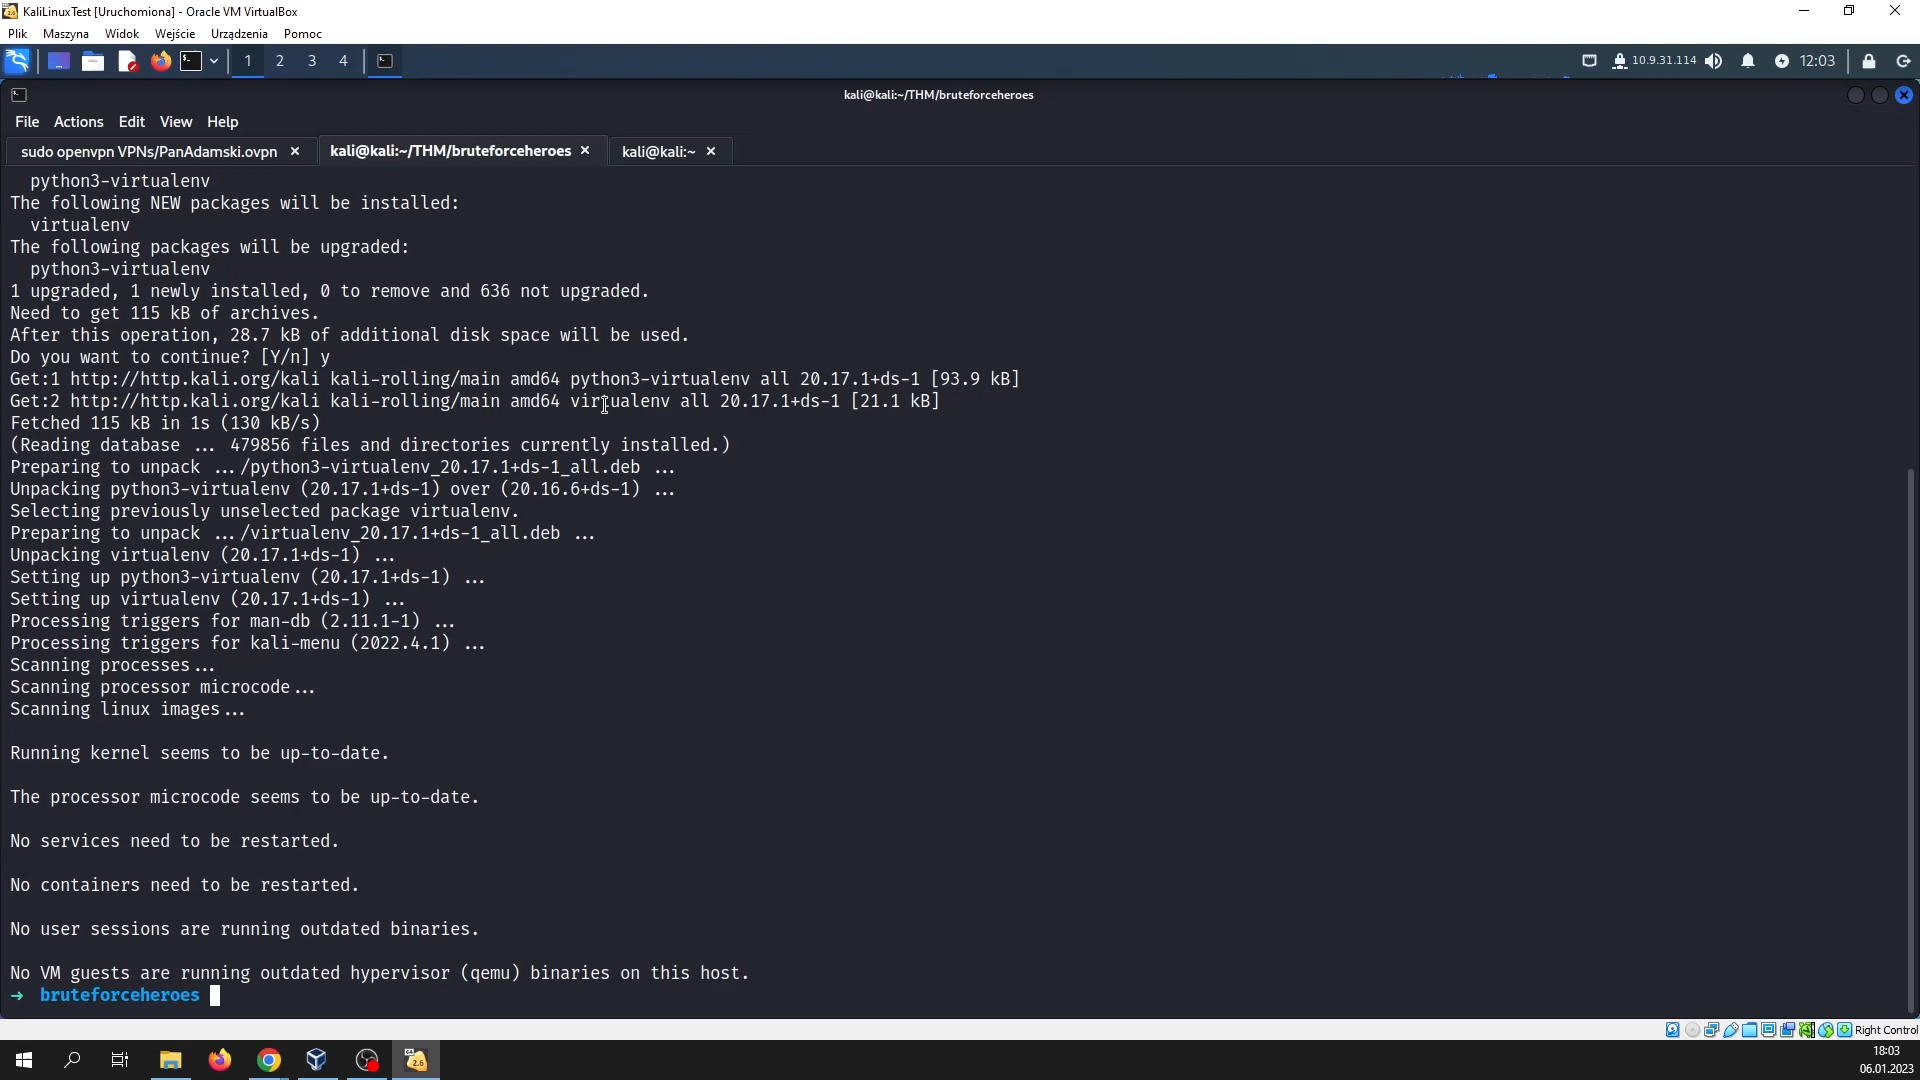 KaliLinuxTest [Uruchomiona] - Oracle VM VirtualBox
Plik Maszyna Widok Wejście Urządzenia Pomoc
1 2 3 4 10.9.31.114 12:03
kali@kali:~/THM/bruteforceheroes
File Actions Edit View Help
sudo openvpn VPNs/PanAdamski.ovpn kali@kali:~/THM/bruteforceheroes kali@kali:~
python3-virtualenv
The following NEW packages will be installed:
virtualenv
The following packages will be upgraded:
python3-virtualenv
1 upgraded, 1 newly installed, 0 to remove and 636 not upgraded.
Need to get 115 kB of archives.
After this operation, 28.7 kB of additional disk space will be used.
Do you want to continue? [Y/n] y
Get:1 http://http.kali.org/kali kali-rolling/main amd64 python3-virtualenv all 20.17.1+ds-1 [93.9 kB]
Get:2 http://http.kali.org/kali kali-rolling/main amd64 virtualenv all 20.17.1+ds-1 [21.1 kB]
Fetched 115 kB in 1s (130 kB/s)
(Reading database ... 479856 files and directories currently installed.)
Preparing to unpack .../python3-virtualenv_20.17.1+ds-1_all.deb ...
Unpacking python3-virtualenv (20.17.1+ds-1) over (20.16.6+ds-1) ...
Selecting previously unselected package virtualenv.
Preparing to unpack .../virtualenv_20.17.1+ds-1_all.deb ...
Unpacking virtualenv (20.17.1+ds-1) ...
Setting up python3-virtualenv (20.17.1+ds-1) ...
Setting up virtualenv (20.17.1+ds-1) ...
Processing triggers for man-db (2.11.1-1) ...
Processing triggers for kali-menu (2022.4.1) ...
Scanning processes...
Scanning processor microcode...
Scanning linux images...
Running kernel seems to be up-to-date.
The processor microcode seems to be up-to-date.
No services need to be restarted.
No containers need to be restarted.
No user sessions are running outdated binaries.
No VM guests are running outdated hypervisor (qemu) binaries on this host.
→ bruteforceheroes
Right Control
18:03
06.01.2023